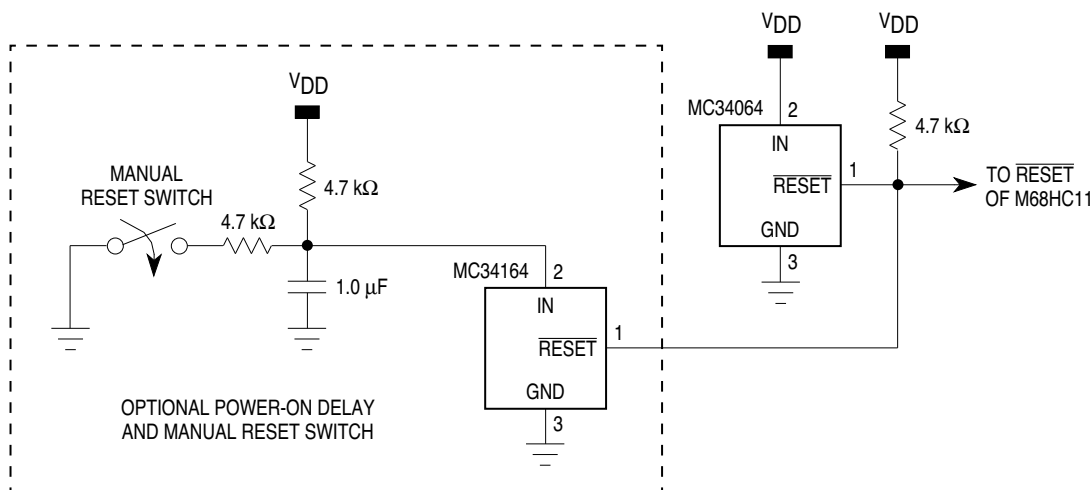 VDD
VDD
VDD
MC34064
2
IN
4.7 kΩ
RESET
1
TO RESET
OF M68HC11
GND
3
MANUAL
RESET SWITCH
4.7 kΩ
4.7 kΩ
1.0 µF
MC34164
2
IN
RESET
1
GND
3
OPTIONAL POWER-ON DELAY
AND MANUAL RESET SWITCH